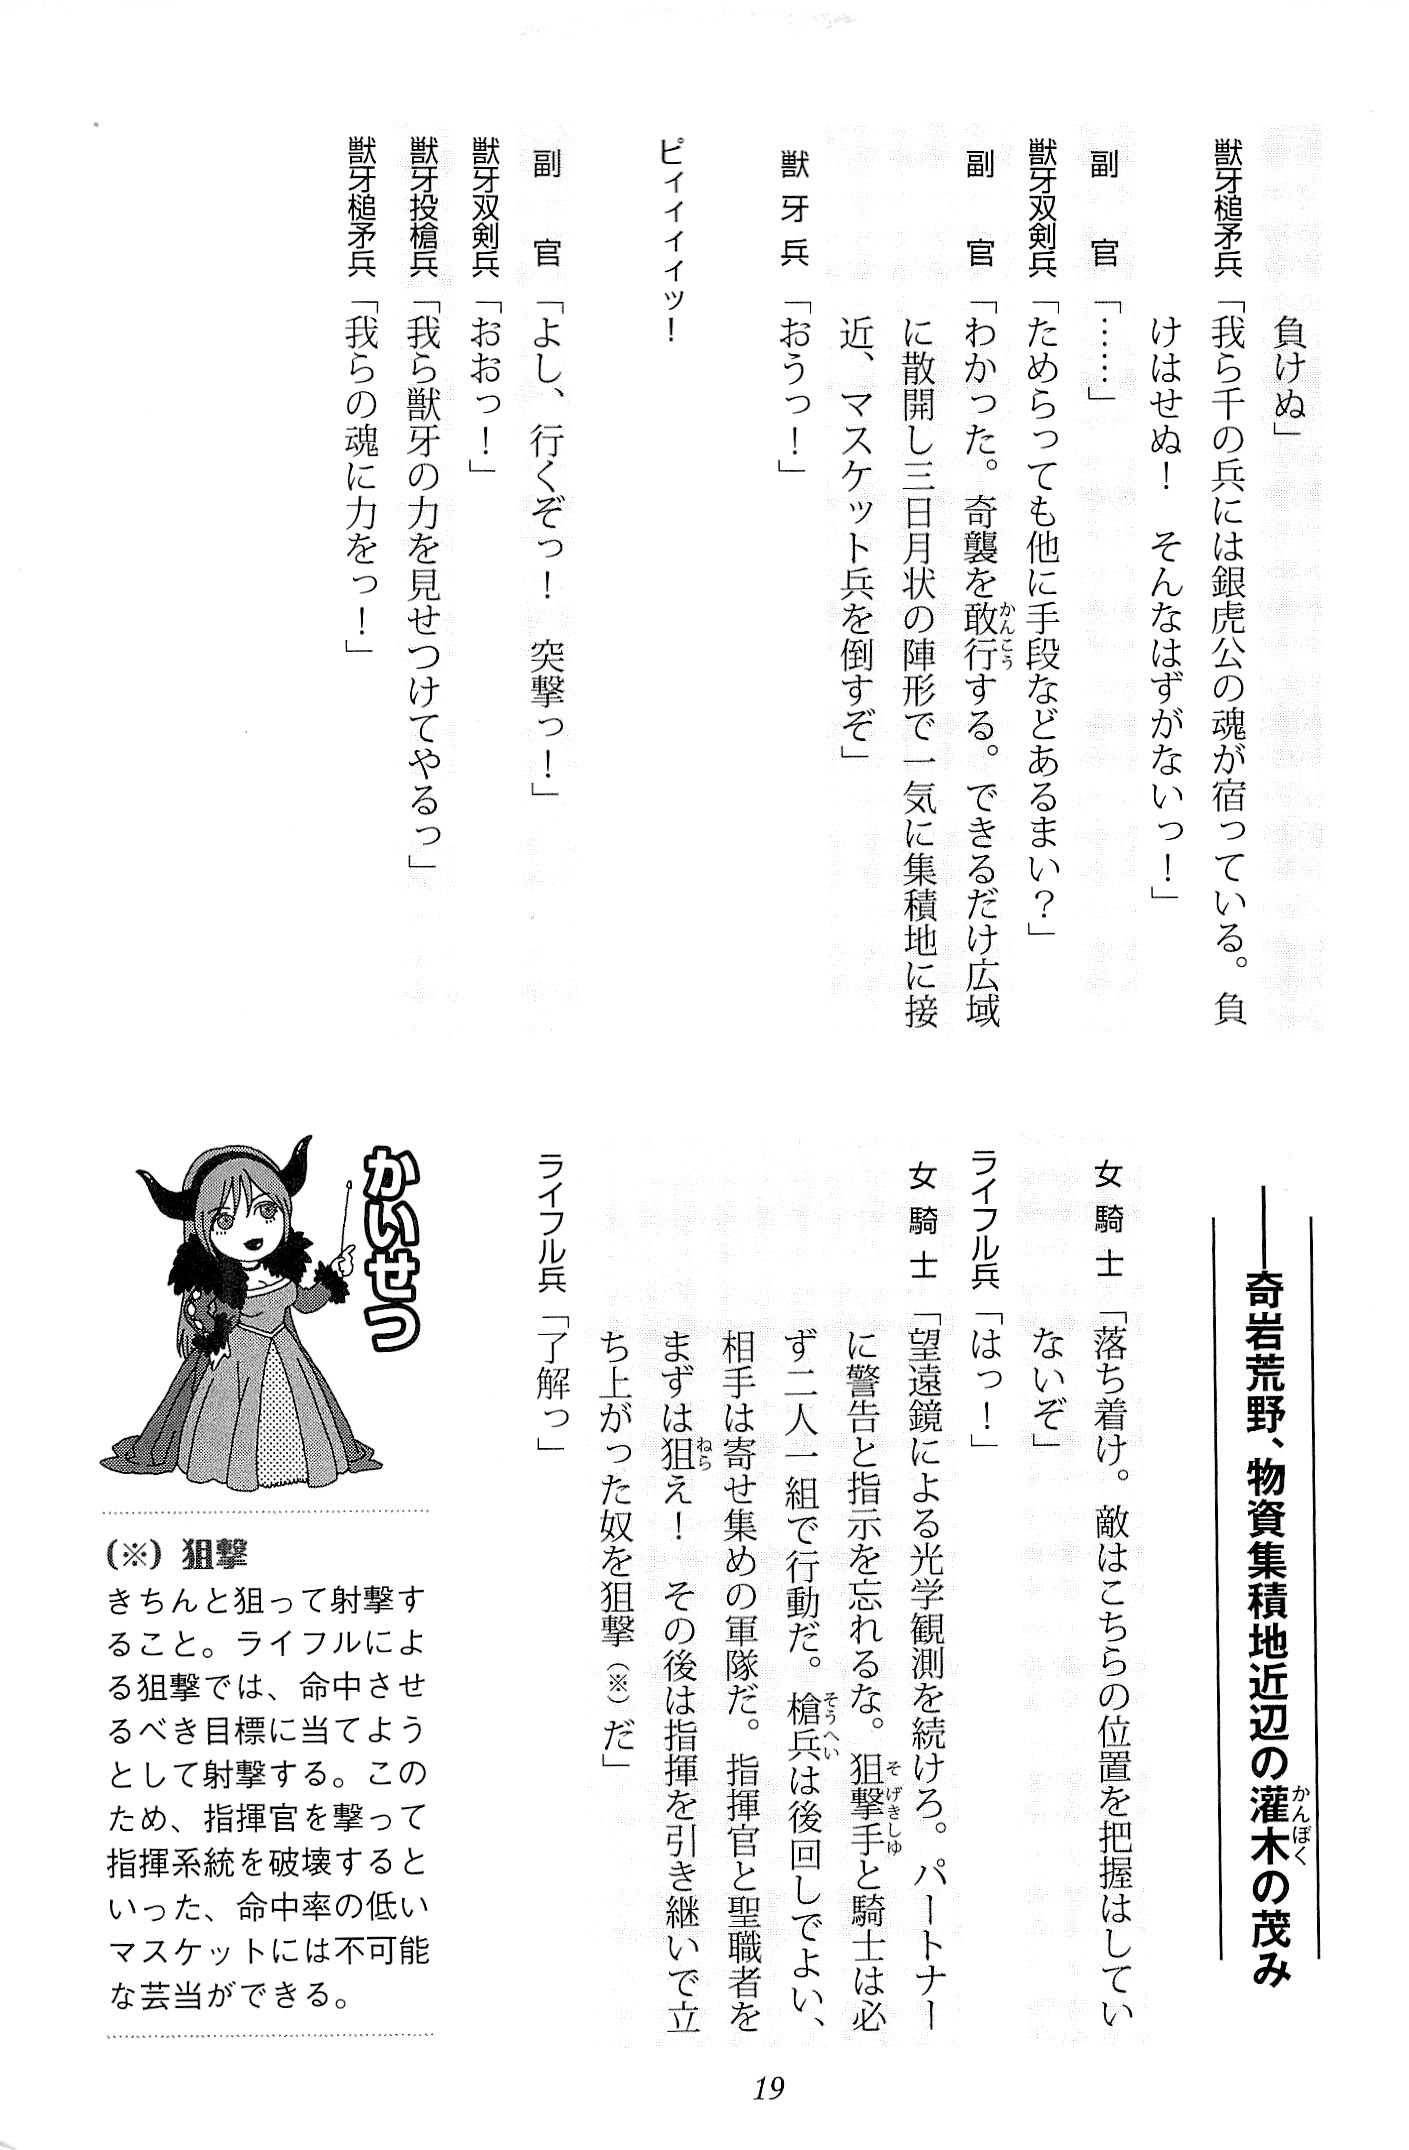 負けぬ」
獣牙槌矛兵「我ら千の兵には銀虎公の魂が宿っている。負
けはせぬ！　そんなはずがないっ！」
副官「……」
獣牙双剣兵「ためらっても他に手段などあるまい？」
副官「わかった。奇襲を敢行する。できるだけ広域
に散開し三日月状の陣形で一気に集積地に接
近、マスケット兵を倒すぞ」
獣牙兵「おうっ！」
ピィィィィッ！
副官「よし、行くぞっ！　突撃っ！」
獣牙双剣兵「おおっ！」
獣牙投槍兵「我ら獣牙の力を見せつけてやるっ」
獣牙槌矛兵「我らの魂に力をっ！」
――奇岩荒野、物資集積地近辺の灌木の茂み
女騎士「落ち着け。敵はこちらの位置を把握はしてい
ないぞ」
ライフル兵「はっ！」
女騎士「望遠鏡による光学観測を続けろ。パートナー
に警告と指示を忘れるな。狙撃手と騎士は必
ず二人一組で行動だ。槍兵は後回しでよい、
相手は寄せ集めの軍隊だ。指揮官と聖職者を
まずは狙え！　その後は指揮を引き継いで立
ち上がった奴を狙撃（※）だ」
ライフル兵「了解っ」
かいせつ
（※）狙撃
きちんと狙って射撃す
ること。ライフルによ
る狙撃では、命中させ
るべき目標に当てよう
として射撃する。この
ため、指揮官を撃って
指揮系統を破壊すると
いった、命中率の低い
マスケットには不可能
な芸当ができる。
19